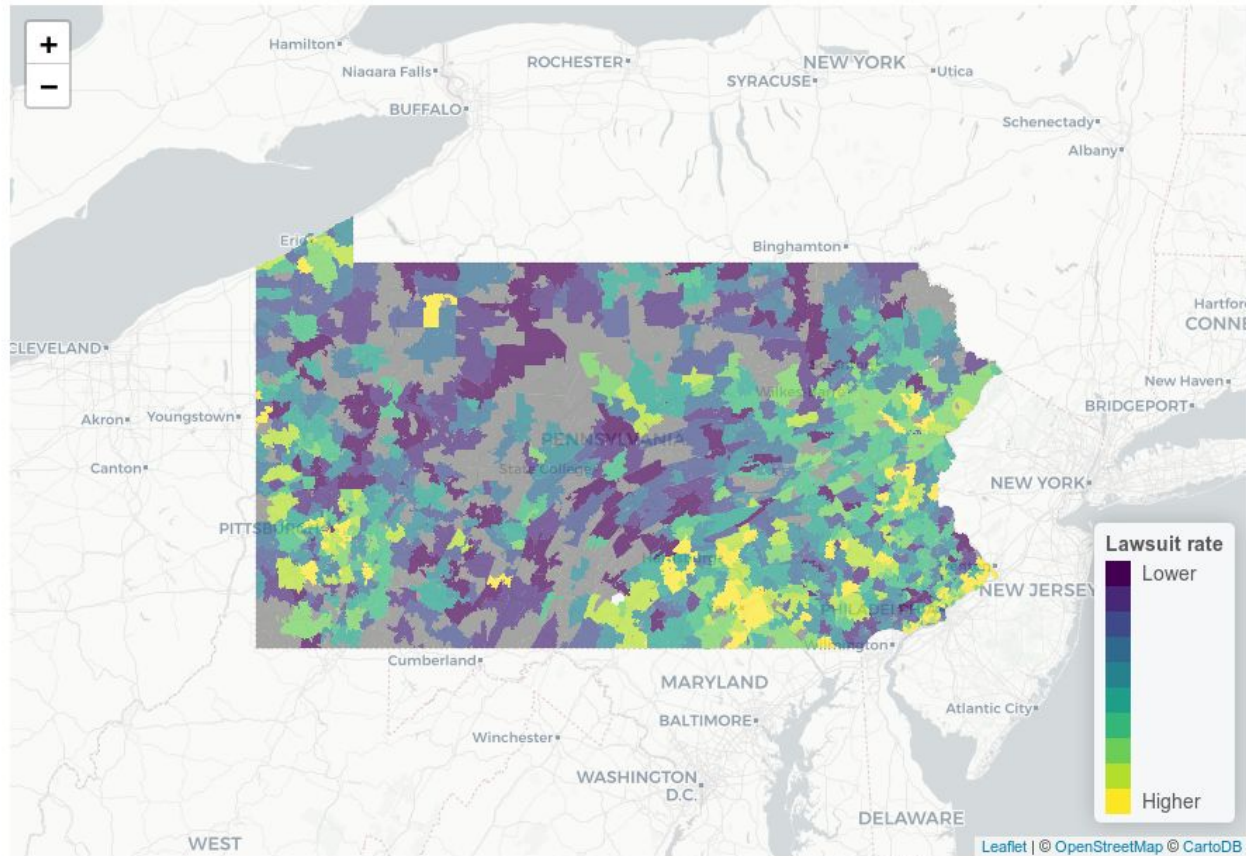 +
−
Hamilton
Niagara Falls
BUFFALO
ROCHESTER
SYRACUSE
NEW YORK
Utica
Schenectady
Albany
Erie
Binghamton
Hartford
CONNE
CLEVELAND
Akron
Youngstown
Canton
New Haven
BRIDGEPORT
PENNSYLVANIA
State College
NEW YORK
PITTSBURGH
PHILADELPHIA
NEW JERSEY
Wilmington
Cumberland
MARYLAND
BALTIMORE
Atlantic City
Winchester
WASHINGTON
D.C.
DELAWARE
WEST
Lawsuit rate
Lower
Higher
Leaflet | © OpenStreetMap © CartoDB